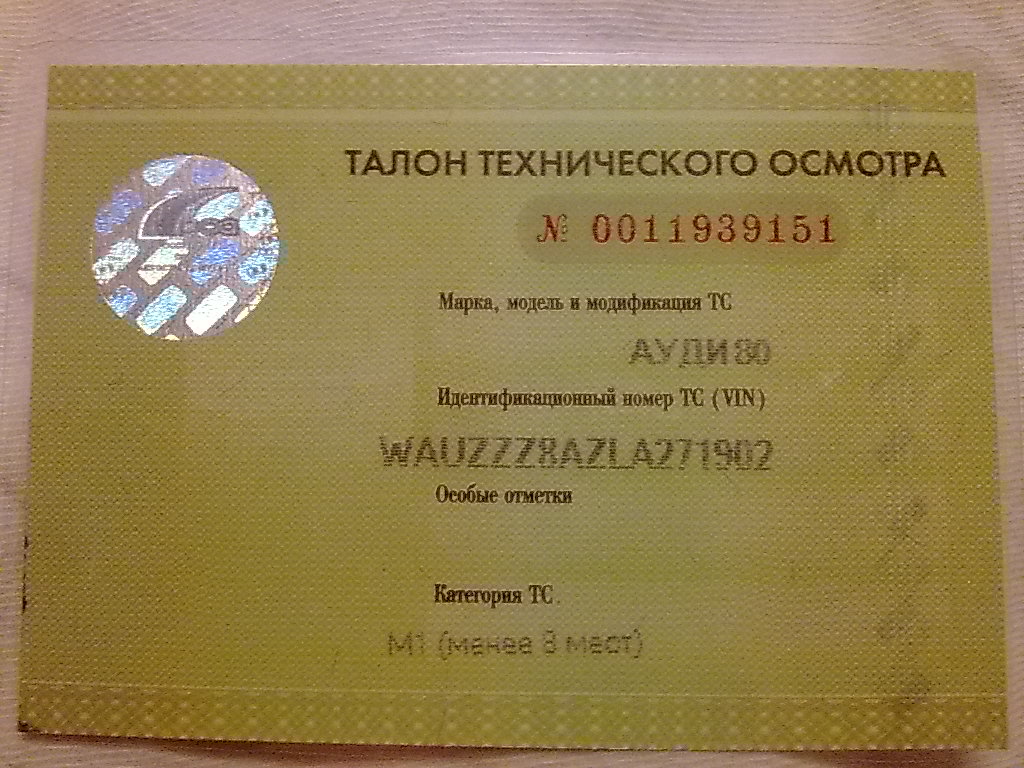 ТАЛОН ТЕХНИЧЕСКОГО ОСМОТРА
№ 0011939151
Марка, модель и модификация ТС
АУДИ 80
Идентификационный номер ТС (VIN)
WAUZZZ8AZLA271902
Особые отметки
Категория ТС
М1 (менее 8 мест)